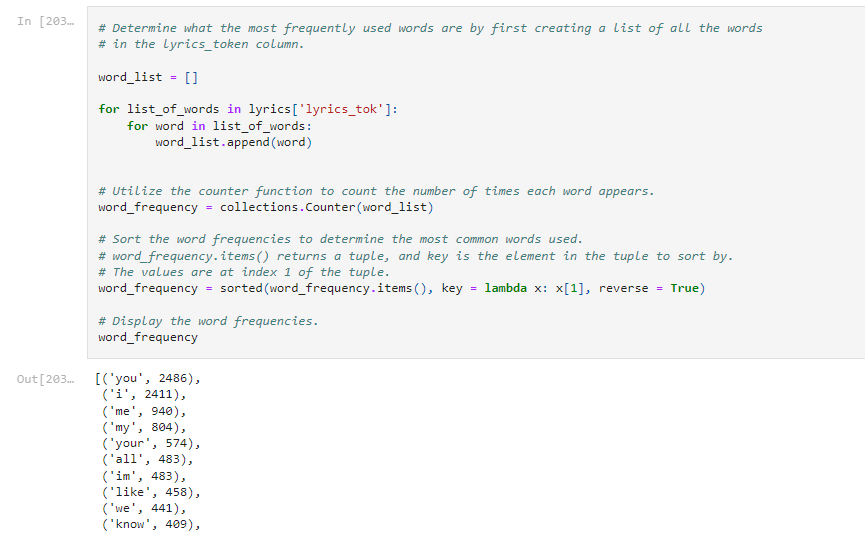 In [203…
# Determine what the most frequently used words are by first creating a list of all the words
# in the lyrics_token column.
word_list = []
for list_of_words in lyrics['lyrics_tok']:
    for word in list_of_words:
        word_list.append(word)
# Utilize the counter function to count the number of times each word appears.
word_frequency = collections.Counter(word_list)
# Sort the word frequencies to determine the most common words used.
# word_frequency.items() returns a tuple, and key is the element in the tuple to sort by.
# The values are at index 1 of the tuple.
word_frequency = sorted(word_frequency.items(), key = lambda x: x[1], reverse = True)
# Display the word frequencies.
word_frequency
Out[203…
[('you', 2486),
 ('i', 2411),
 ('me', 940),
 ('my', 804),
 ('your', 574),
 ('all', 483),
 ('im', 483),
 ('like', 458),
 ('we', 441),
 ('know', 409),